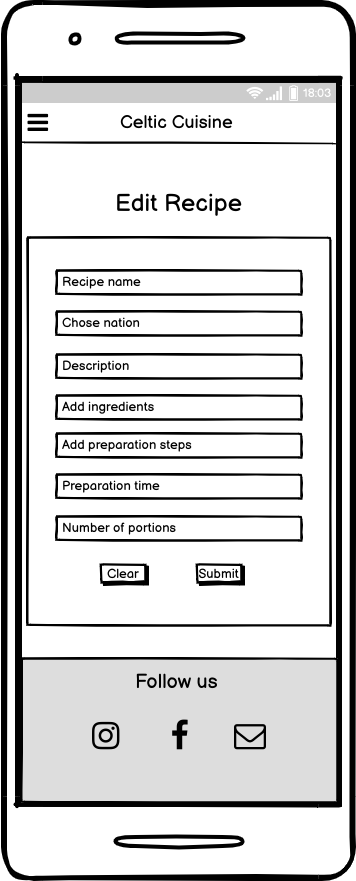 18:03
Celtic Cuisine
Edit Recipe
Recipe name
Chose nation
Description
Add ingredients
Add preparation steps
Preparation time
Number of portions
Clear Submit
Follow us